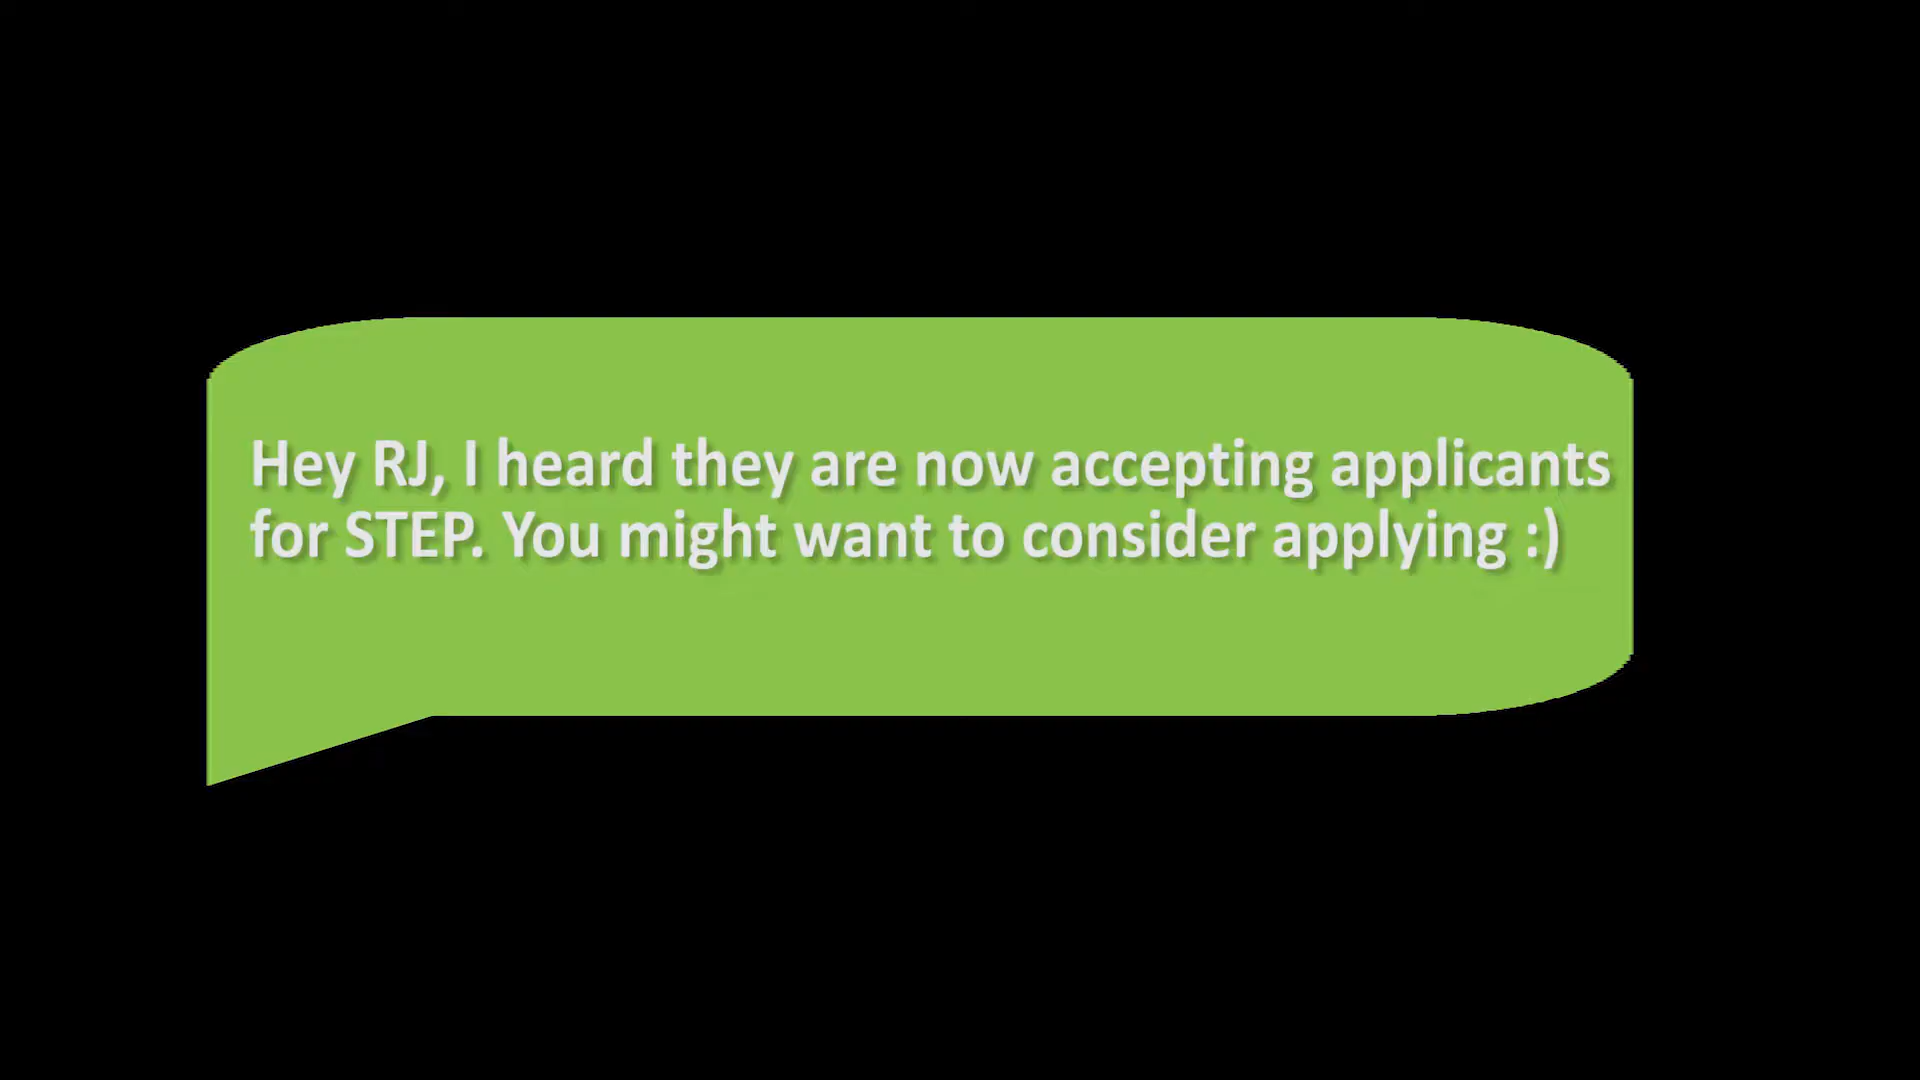 Hey RJ, I heard they are now accepting applicants
for STEP. You might want to consider applying :)